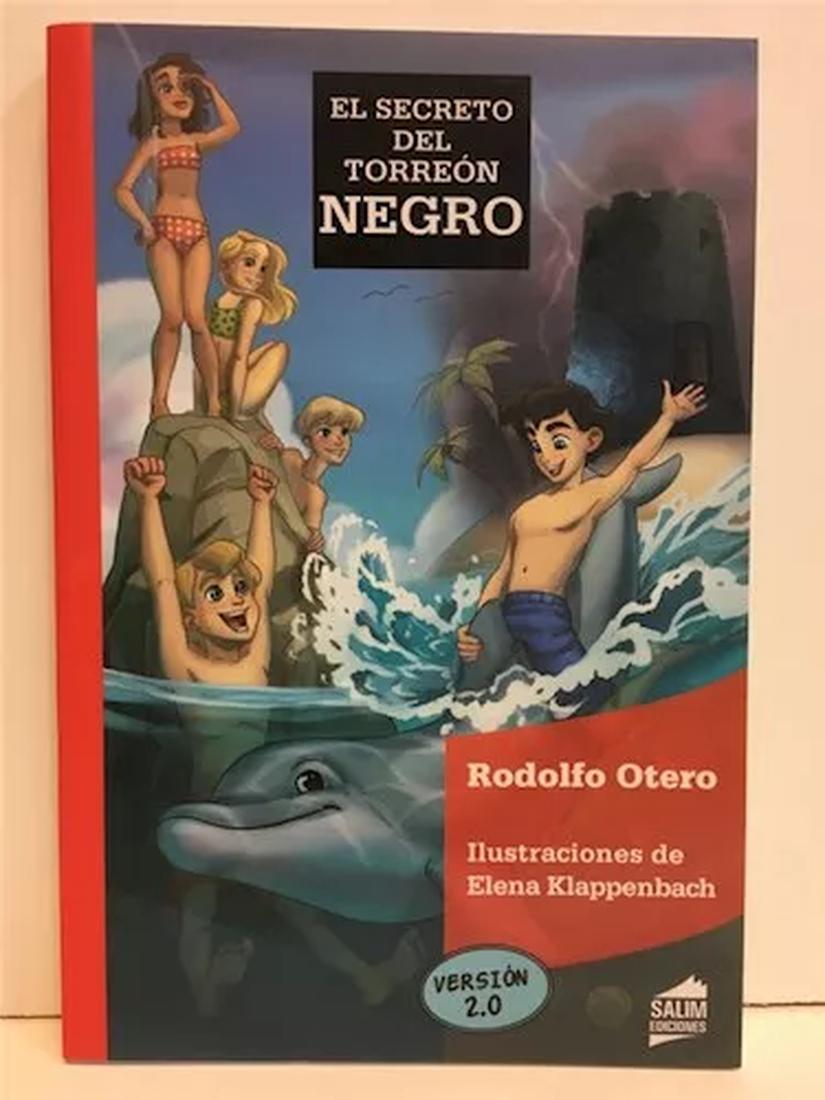 EL SECRETO
DEL
TORREÓN
NEGRO
Rodolfo Otero
Ilustraciones de
Elena Klappenbach
VERSIÓN
2.0
SALIM
EDICIONES